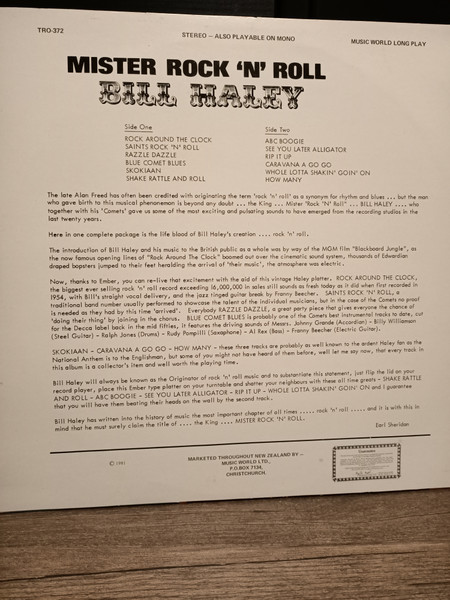 TRO-372
STEREO – ALSO PLAYABLE ON MONO
MUSIC WORLD LONG PLAY
MISTER ROCK 'N' ROLL
BILL HALEY
Side One
ROCK AROUND THE CLOCK
SAINTS ROCK 'N' ROLL
RAZZLE DAZZLE
BLUE COMET BLUES
SKOKIAAN
SHAKE RATTLE AND ROLL
Side Two
ABC BOOGIE
SEE YOU LATER ALLIGATOR
RIP IT UP
CARAVANA A GO GO
WHOLE LOTTA SHAKIN' GOIN' ON
HOW MANY
The late Alan Freed has often been credited with originating the term "rock 'n' roll" as a synonym for rhythm and blues ... but the man
who gave birth to this musical phenomenon is beyond any doubt ... the King ... Mister Rock 'N' Roll" ... BILL HALEY .... who
together with his 'Comets' gave us some of the most exciting and pulsating sounds to have emerged from the recording studios in the
last twenty years.
Here in one complete package is the life blood of Bill Haley's creation .... rock 'n' roll.
The introduction of Bill Haley and his music to the British public as a whole was by way of the MGM film "Blackboard Jungle", as
the now famous opening lines of "Rock Around The Clock" boomed out over the cinematic sound system, thousands of Edwardian
draped bopsters jumped to their feet heralding the arrival of 'their music', the atmosphere was electric.
Now, thanks to Ember, you can re-live that excitement with the aid of this vintage Haley platter. ROCK AROUND THE CLOCK,
the biggest ever selling rock 'n' roll record exceeding 16,000,000 in sales still sounds as fresh today as it did when first recorded in
1954, with Bill's straight vocal delivery, and the jazz tinged guitar break by Franny Beecher. SAINTS ROCK 'N' ROLL, a
traditional band number usually performed to showcase the talent of the individual musicians, but in the case of the Comets no proof
is needed as they had by this time 'arrived'. Everybody RAZZLE DAZZLE, a great party piece that gives everyone the chance of
'doing their thing' by joining in the chorus. BLUE COMET BLUES is probably one of the Comets best instrumental tracks to date, cut
for the Decca label back in the mid fifties, it features the driving sounds of Messrs. Johnny Grande (Accordian) – Billy Williamson
(Steel Guitar) – Ralph Jones (Drums) – Rudy Pompilli (Saxophone) – Al Rex (Bass) – Franny Beecher (Electric Guitar).
SKOKIAAN – CARAVANA GO GO – HOW MANY – these three tracks are probably as well known to the ardent Haley fan as the
National Anthem is to the Englishman, but some of you might not have heard of them before, well let me say now, that every track in
this album is a collector's item and well worth the playing time.
Bill Haley will always be known as the Originator of rock 'n' roll music and to substantiate this statement, just flip the lid on your
record player, place this Ember type platter on your turntable and shatter your neighbours with these all time greats – SHAKE RATTLE
AND ROLL – ABC BOOGIE – SEE YOU LATER ALLIGATOR – RIP IT UP – WHOLE LOTTA SHAKIN' GOIN' ON and I guarantee
that you will have them beating their heads on the wall by the second track.
Bill Haley has written into the history of music the most important chapter of all times ..... rock 'n' roll ..... and it is with this in
mind that he must surely claim the title of .... the King .... MISTER ROCK 'N' ROLL.
Earl Sheridan
MARKETED THROUGHOUT NEW ZEALAND BY –
MUSIC WORLD LTD.,
P.O.BOX 7134,
CHRISTCHURCH.